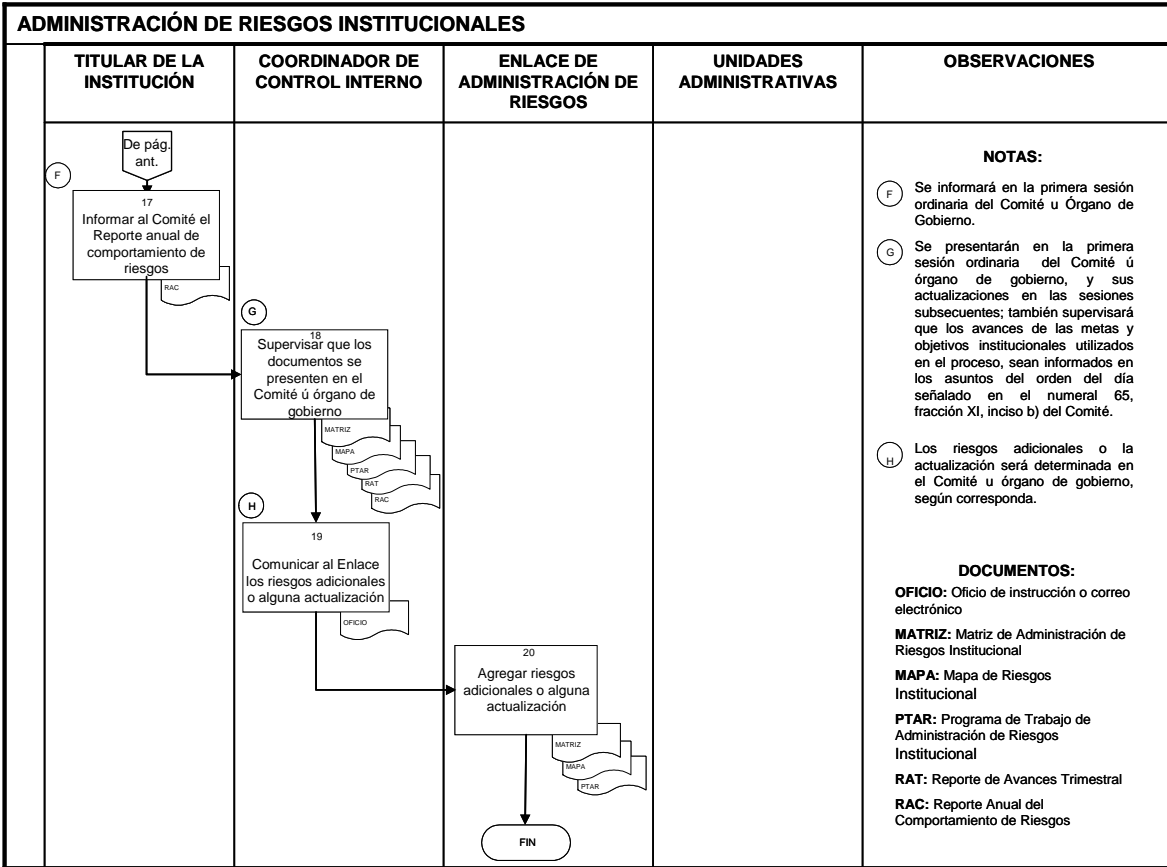 ADMINISTRACIÓN DE RIESGOS INSTITUCIONALES
TITULAR DE LA
INSTITUCIÓN
COORDINADOR DE
CONTROL INTERNO
ENLACE DE
ADMINISTRACIÓN DE
RIESGOS
UNIDADES
ADMINISTRATIVAS
OBSERVACIONES
De pág.
ant.
F
17
Informar al Comité el
Reporte anual de
comportamiento de
riesgos
RAC
G
18
Supervisar que los
documentos se
presenten en el
Comité ú órgano de
gobierno
MATRIZ
MAPA
PTAR
RAT
RAC
H
19
Comunicar al Enlace
los riesgos adicionales
o alguna actualización
OFICIO
20
Agregar riesgos
adicionales o alguna
actualización
MATRIZ
MAPA
PTAR
FIN
NOTAS:
F
Se informará en la primera sesión
ordinaria del Comité u Órgano de
Gobierno.
G
Se presentarán en la primera
sesión ordinaria del Comité ú
órgano de gobierno, y sus
actualizaciones en las sesiones
subsecuentes; también supervisará
que los avances de las metas y
objetivos institucionales utilizados
en el proceso, sean informados en
los asuntos del orden del día
señalado en el numeral 65,
fracción XI, inciso b) del Comité.
H
Los riesgos adicionales o la
actualización será determinada en
el Comité u órgano de gobierno,
según corresponda.
DOCUMENTOS:
OFICIO: Oficio de instrucción o correo
electrónico
MATRIZ: Matriz de Administración de
Riesgos Institucional
MAPA: Mapa de Riesgos
Institucional
PTAR: Programa de Trabajo de
Administración de Riesgos
Institucional
RAT: Reporte de Avances Trimestral
RAC: Reporte Anual del
Comportamiento de Riesgos